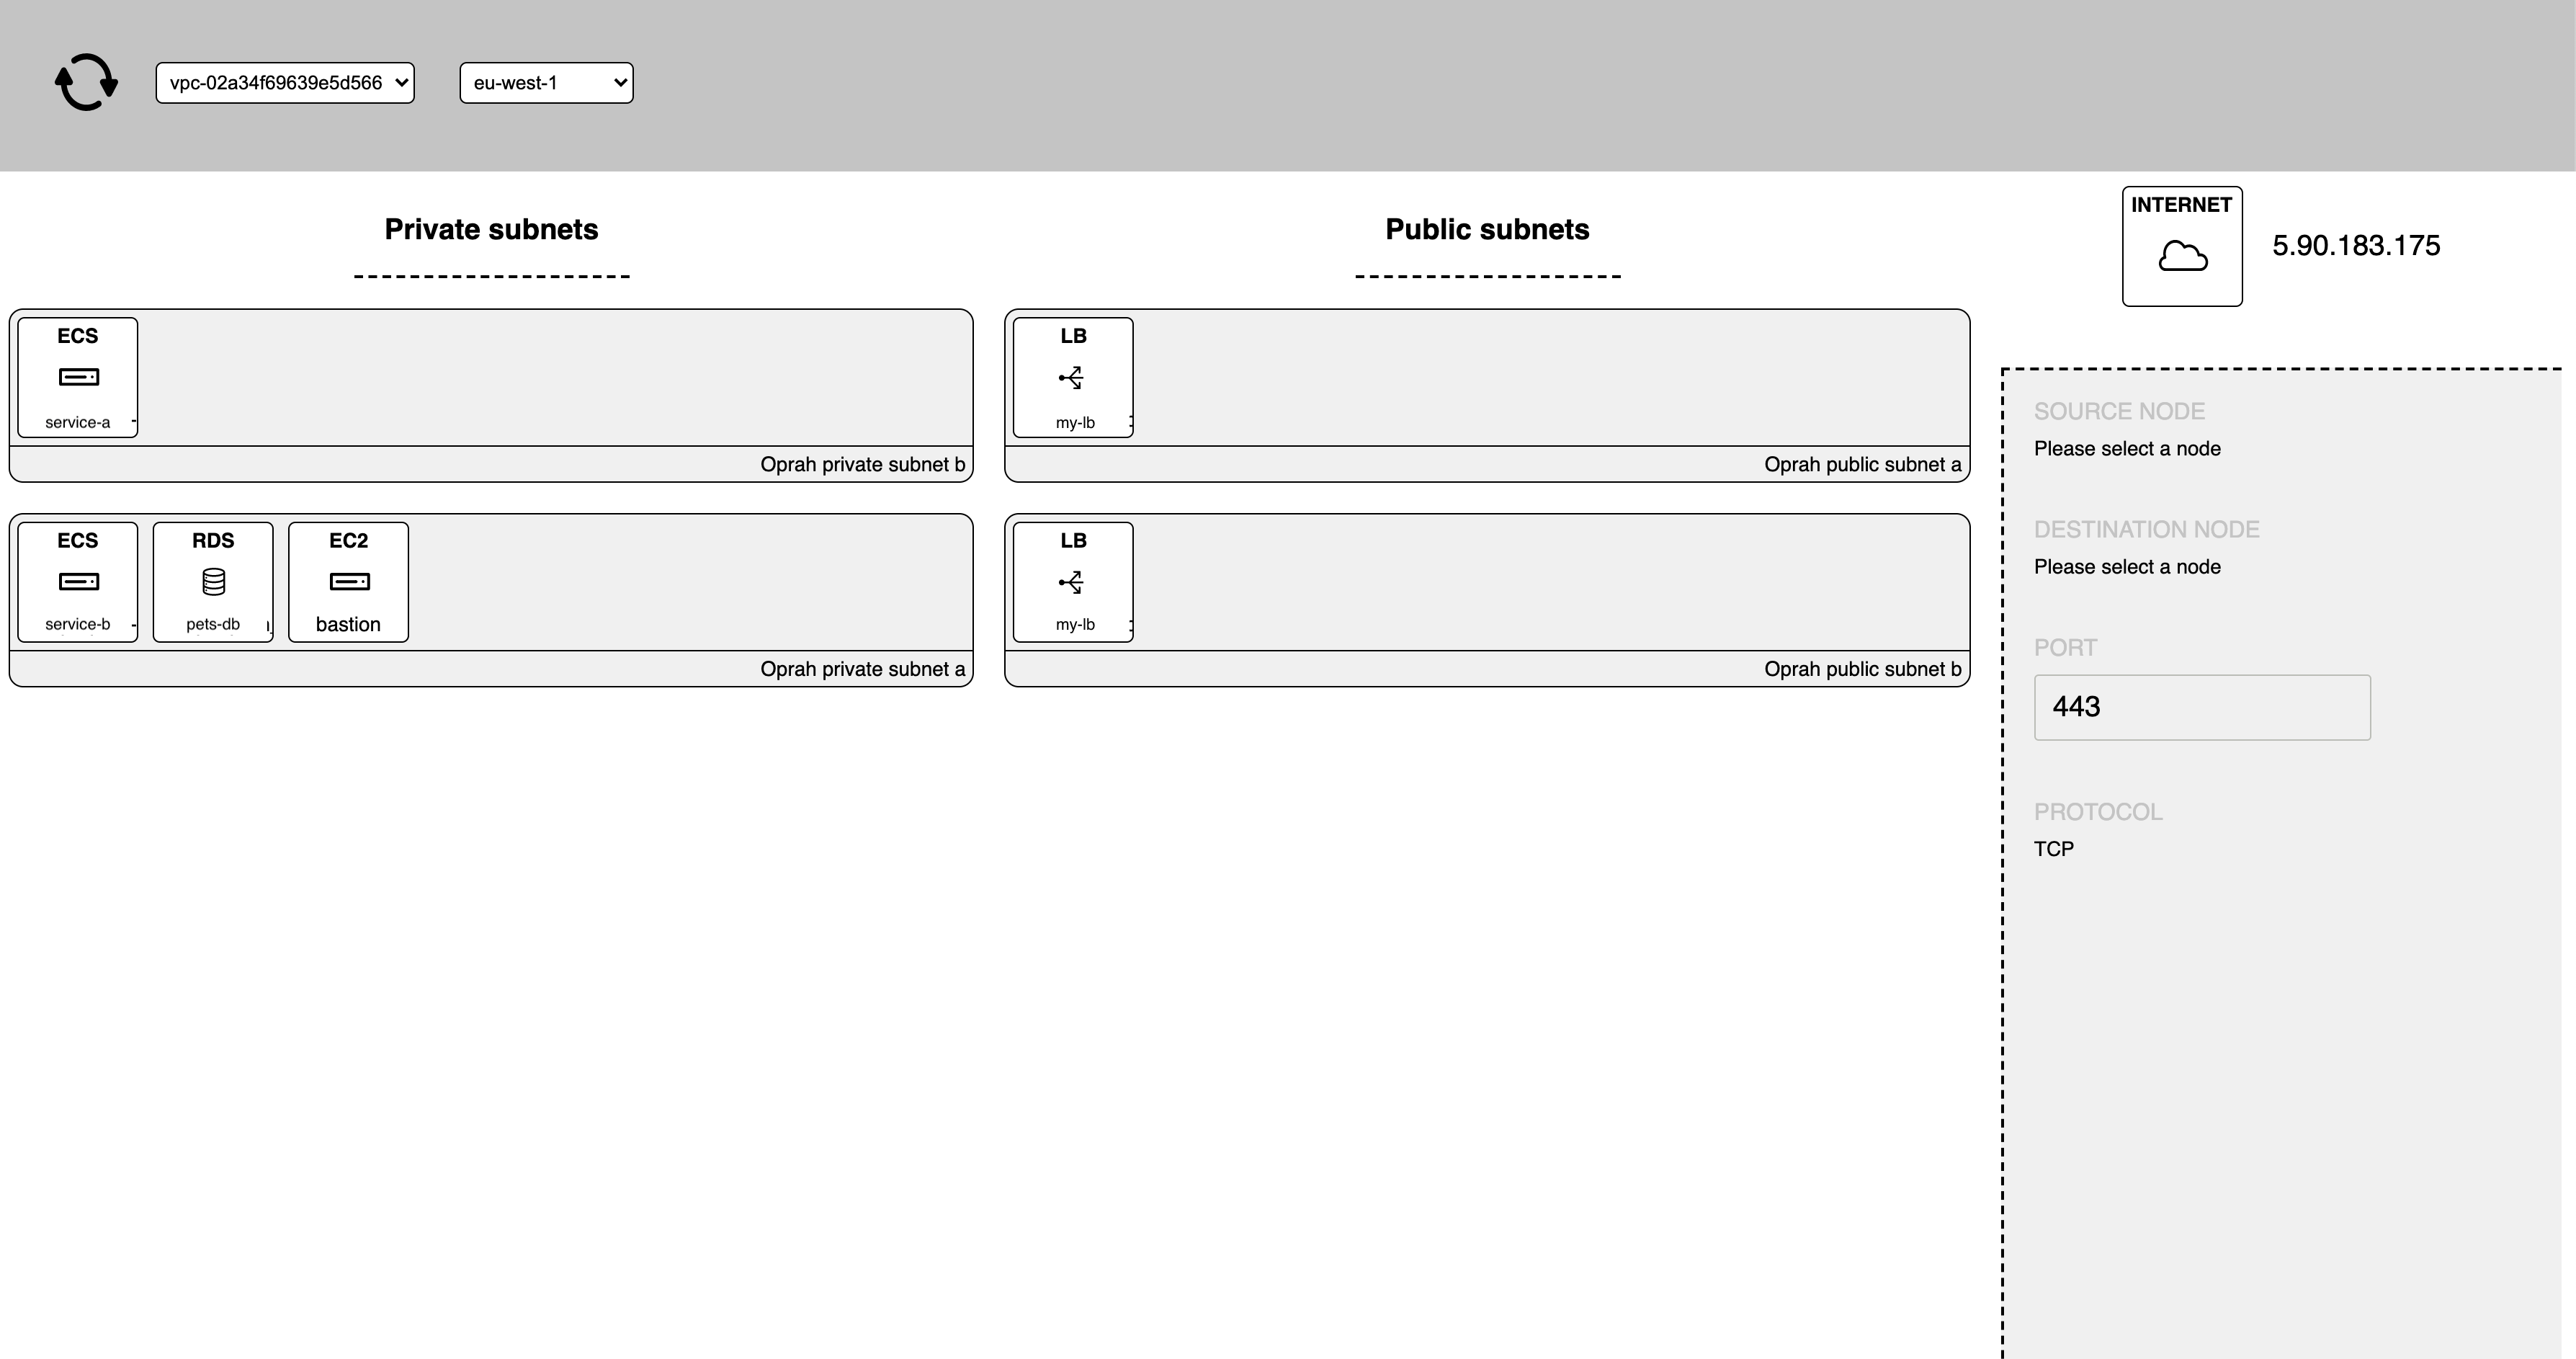 vpc-02a34f69639e5d566
eu-west-1
Private subnets
Public subnets
INTERNET
5.90.183.175
ECS
service-a
Oprah private subnet b
LB
my-lb
Oprah public subnet a
ECS
service-b
RDS
pets-db
EC2
bastion
Oprah private subnet a
LB
my-lb
Oprah public subnet b
SOURCE NODE
Please select a node
DESTINATION NODE
Please select a node
PORT
443
PROTOCOL
TCP